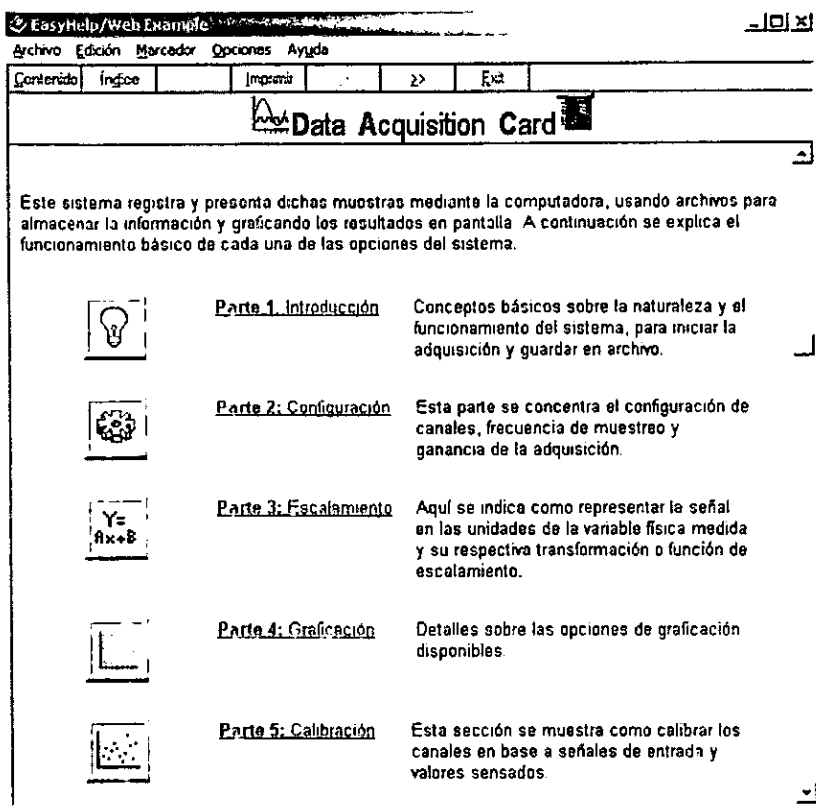 EasyHelp/Web Example
Archivo Edición Marcador Opciones Ayuda
Contenido Índice Imprimir >> Exit
Data Acquisition Card
Este sistema registra y presenta dichas muestras mediante la computadora, usando archivos para
almacenar la información y graficando los resultados en pantalla. A continuación se explica el
funcionamiento básico de cada una de las opciones del sistema.
Parte 1. Introducción
Conceptos básicos sobre la naturaleza y el
funcionamiento del sistema, para iniciar la
adquisición y guardar en archivo.
Parte 2: Configuración
Esta parte se concentra el configuración de
canales, frecuencia de muestreo y
ganancia de la adquisición.
Y=
Ax+B
Parte 3: Escalamiento
Aquí se indica como representar la señal
en las unidades de la variable física medida
y su respectiva transformación o función de
escalamiento.
Parte 4: Graficación
Detalles sobre las opciones de graficación
disponibles.
Parte 5: Calibración
Esta sección se muestra como calibrar los
canales en base a señales de entrada y
valores sensados.